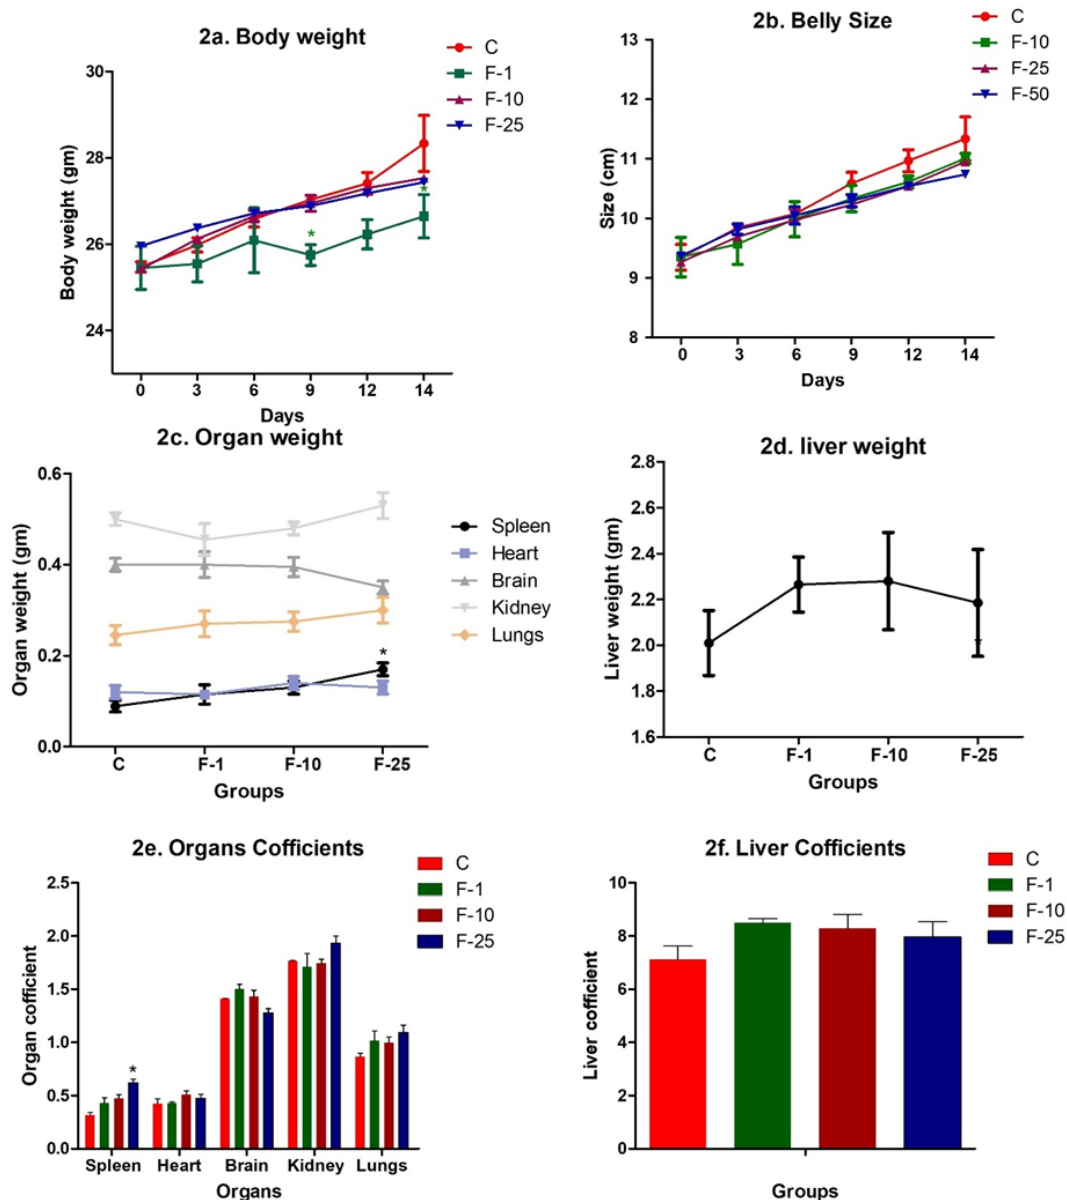 2a. Body weight
C
F-1
F-10
F-25
30
28
26
24
Body weight (gm)
*
*
0 3 6 9 12 14
Days
2b. Belly Size
C
F-10
F-25
F-50
13
12
11
10
9
8
Size (cm)
0 3 6 9 12 14
Days
2c. Organ weight
0.6
0.4
0.2
0.0
Organ weight (gm)
Spleen
Heart
Brain
Kidney
Lungs
*
C F-1 F-10 F-25
Groups
2d. liver weight
2.8
2.6
2.4
2.2
2.0
1.8
1.6
Liver weight (gm)
C F-1 F-10 F-25
Groups
2e. Organs Cofficients
C
F-1
F-10
F-25
2.5
2.0
1.5
1.0
0.5
0.0
Organ cofficient
*
Spleen Heart Brain Kidney Lungs
Organs
2f. Liver Cofficients
C
F-1
F-10
F-25
10
8
6
4
2
0
Liver cofficient
Groups